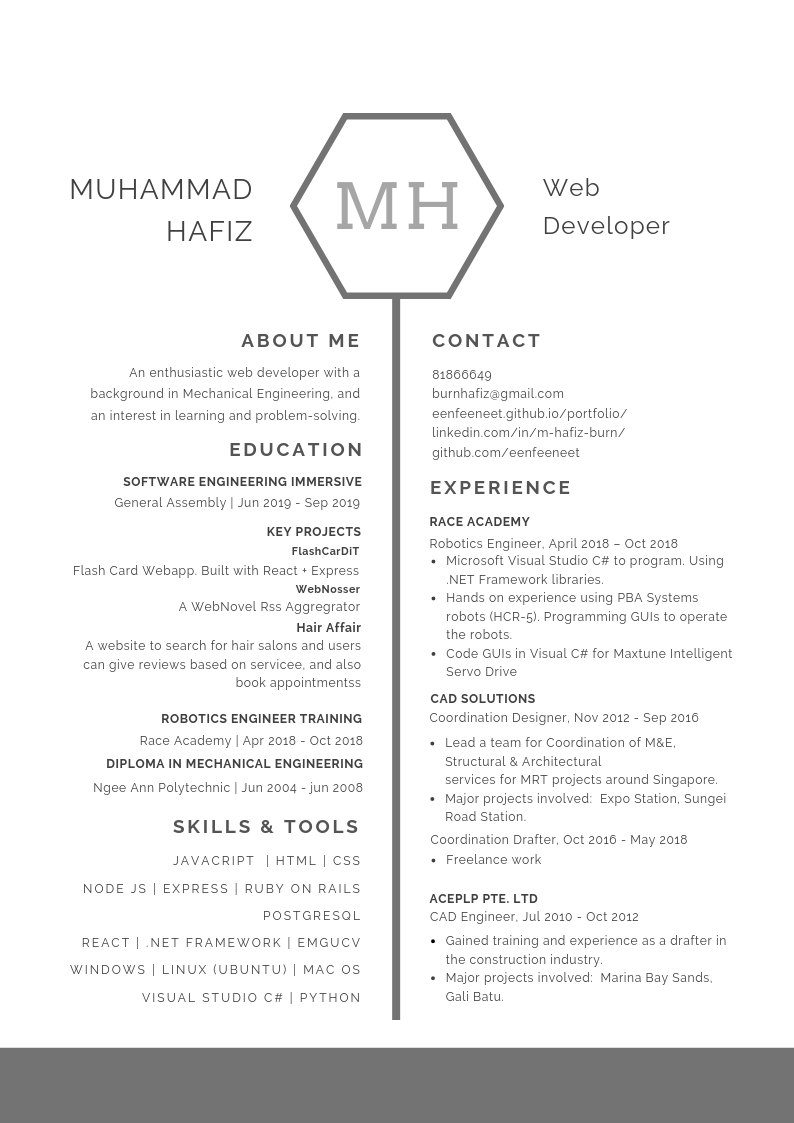 MUHAMMAD
HAFIZ
MH
Web
Developer
ABOUT ME
An enthusiastic web developer with a
background in Mechanical Engineering, and
an interest in learning and problem-solving.
EDUCATION
SOFTWARE ENGINEERING IMMERSIVE
General Assembly | Jun 2019 - Sep 2019
KEY PROJECTS
FlashCarDiT
Flash Card Webapp. Built with React + Express
WebNosser
A WebNovel Rss Aggregrator
Hair Affair
A website to search for hair salons and users
can give reviews based on servicee, and also
book appointmentss
ROBOTICS ENGINEER TRAINING
Race Academy | Apr 2018 - Oct 2018
DIPLOMA IN MECHANICAL ENGINEERING
Ngee Ann Polytechnic | Jun 2004 - jun 2008
SKILLS & TOOLS
JAVACRIPT | HTML | CSS
NODE JS | EXPRESS | RUBY ON RAILS
POSTGRESQL
REACT | .NET FRAMEWORK | EMGUCV
WINDOWS | LINUX (UBUNTU) | MAC OS
VISUAL STUDIO C# | PYTHON
CONTACT
81866649
burnhafiz@gmail.com
eenfeeneet.github.io/portfolio/
linkedin.com/in/m-hafiz-burn/
github.com/eenfeeneet
EXPERIENCE
RACE ACADEMY
Robotics Engineer, April 2018 – Oct 2018
• Microsoft Visual Studio C# to program. Using
.NET Framework libraries.
• Hands on experience using PBA Systems
robots (HCR-5). Programming GUIs to operate
the robots.
• Code GUIs in Visual C# for Maxtune Intelligent
Servo Drive
CAD SOLUTIONS
Coordination Designer, Nov 2012 - Sep 2016
• Lead a team for Coordination of M&E,
Structural & Architectural
services for MRT projects around Singapore.
• Major projects involved: Expo Station, Sungei
Road Station.
Coordination Drafter, Oct 2016 - May 2018
• Freelance work
ACEPLP PTE. LTD
CAD Engineer, Jul 2010 - Oct 2012
• Gained training and experience as a drafter in
the construction industry.
• Major projects involved: Marina Bay Sands,
Gali Batu.